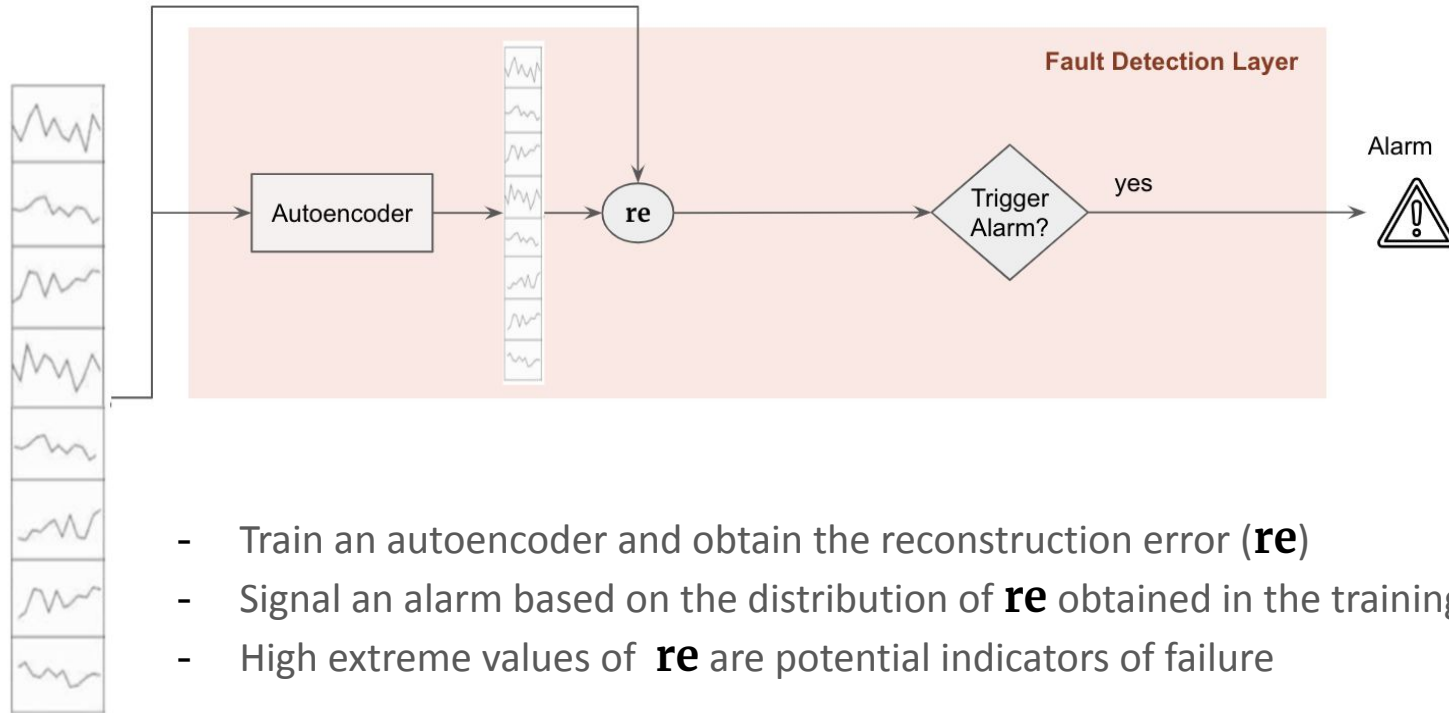 Fault Detection Layer
Alarm
Autoencoder
re
Trigger
Alarm?
yes
- Train an autoencoder and obtain the reconstruction error (re)
- Signal an alarm based on the distribution of re obtained in the training
- High extreme values of re are potential indicators of failure